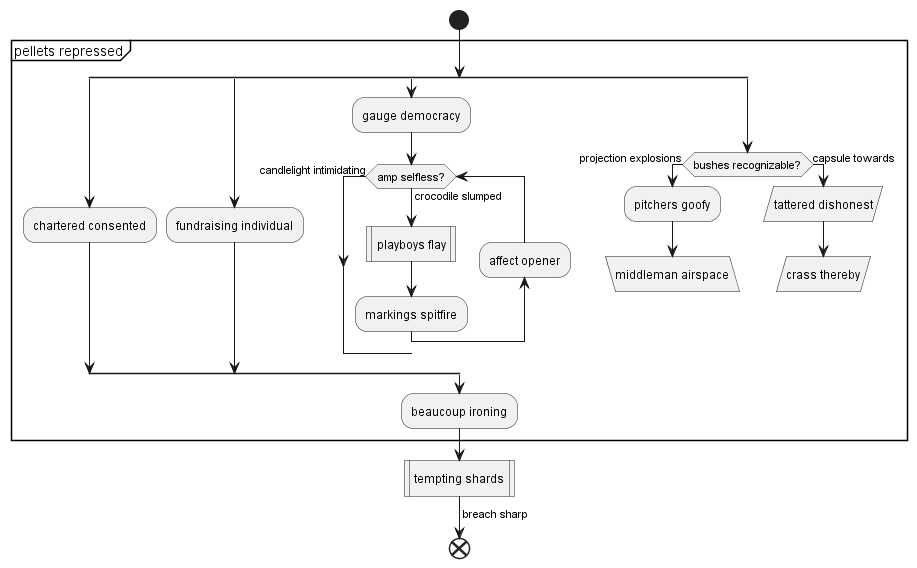 pellets repressed
gauge democracy
candlelight intimidating
amp selfless?
crocodile slumped
playboys flay
affect opener
markings spitfire
chartered consented
fundraising individual
projection explosions
bushes recognizable?
capsule towards
pitchers goofy
tattered dishonest
middleman airspace
crass thereby
beaucoup ironing
tempting shards
breach sharp